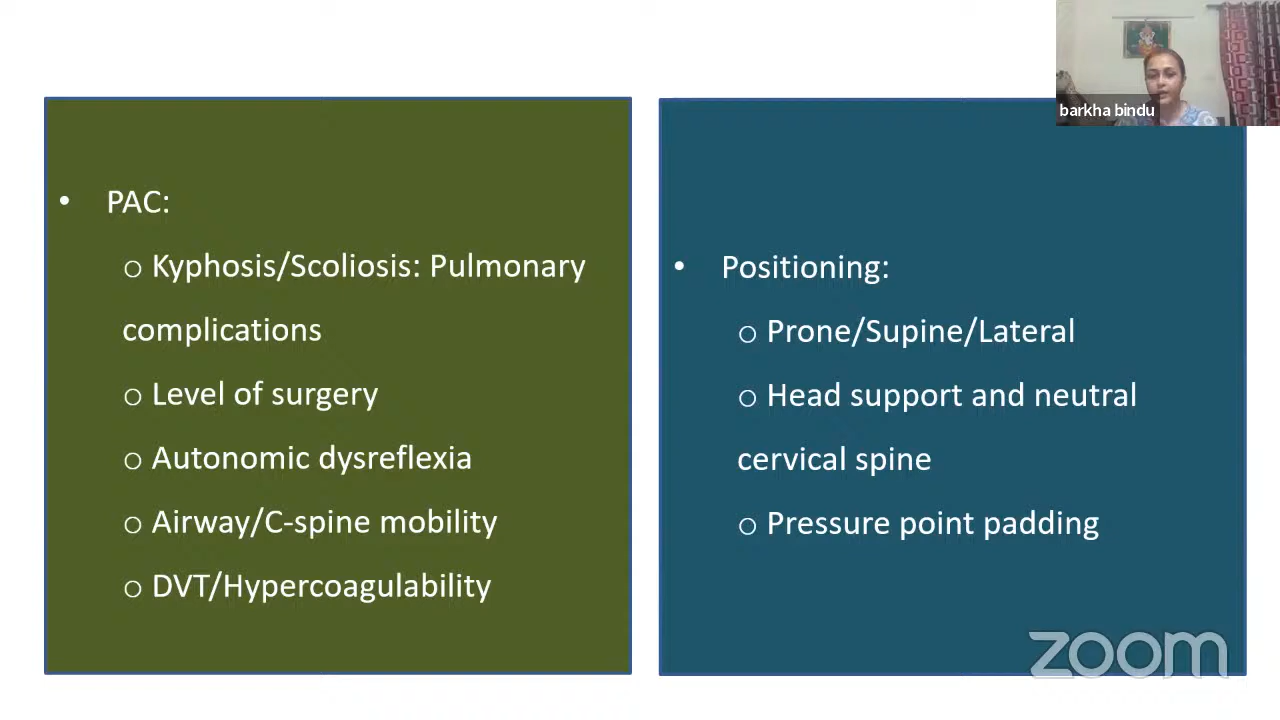 barkha bindu
• PAC:
o Kyphosis/Scoliosis: Pulmonary
complications
o Level of surgery
o Autonomic dysreflexia
o Airway/C-spine mobility
o DVT/Hypercoagulability
• Positioning:
o Prone/Supine/Lateral
o Head support and neutral
cervical spine
o Pressure point padding
zoom